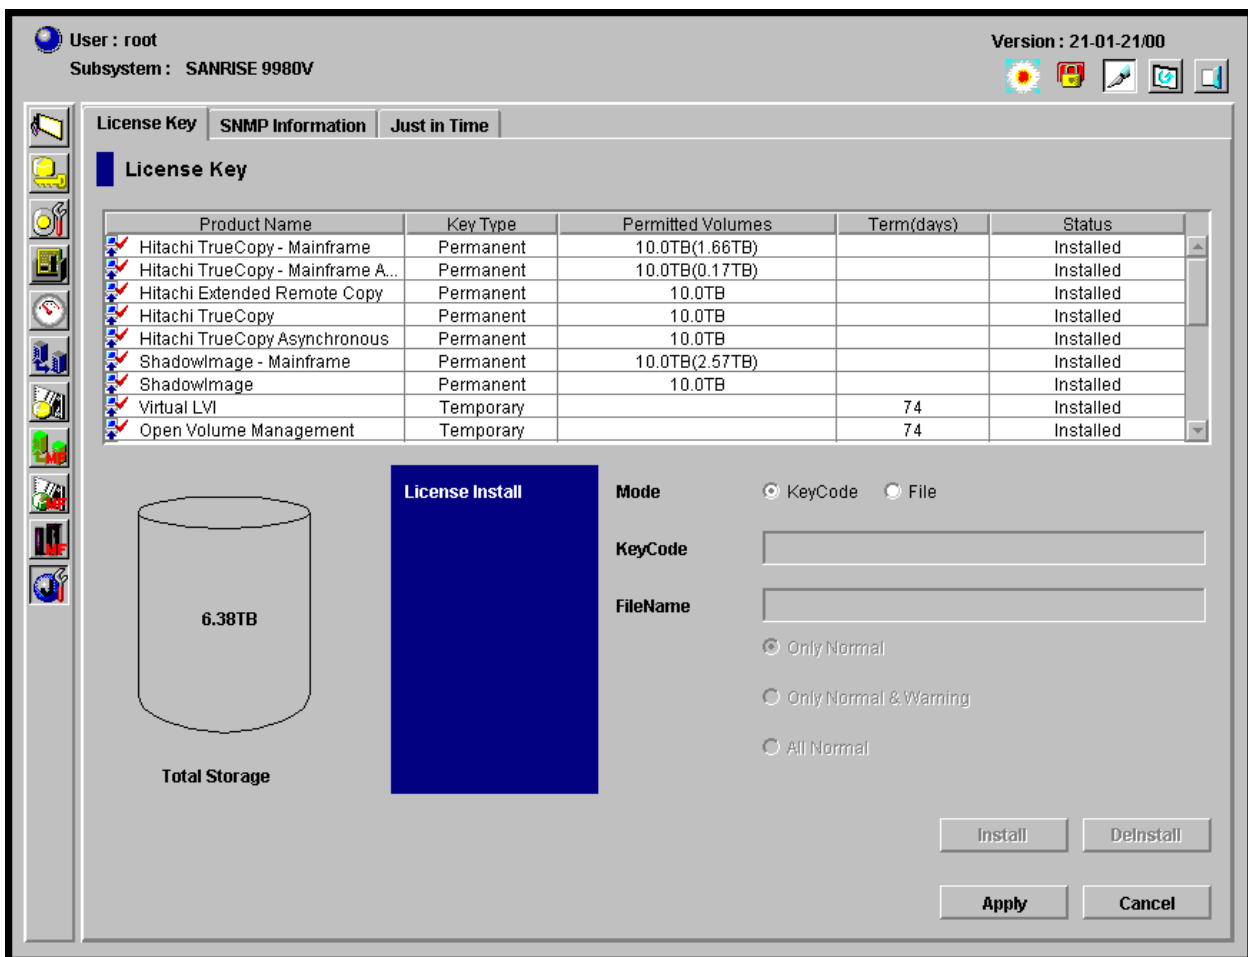 User : root
Version : 21-01-21/00
Subsystem : SANRISE 9980V
License Key SNMP Information Just in Time
License Key
Product Name Key Type Permitted Volumes Term(days) Status
Hitachi TrueCopy - Mainframe Permanent 10.0TB(1.66TB) Installed
Hitachi TrueCopy - Mainframe A... Permanent 10.0TB(0.17TB) Installed
Hitachi Extended Remote Copy Permanent 10.0TB Installed
Hitachi TrueCopy Permanent 10.0TB Installed
Hitachi TrueCopy Asynchronous Permanent 10.0TB Installed
ShadowImage - Mainframe Permanent 10.0TB(2.57TB) Installed
ShadowImage Permanent 10.0TB Installed
Virtual LVI Temporary 74 Installed
Open Volume Management Temporary 74 Installed
License Install
Mode KeyCode File
KeyCode
FileName
6.38TB
Only Normal
Only Normal & Warning
All Normal
Total Storage
Install DeInstall
Apply Cancel
MF
MF
MF